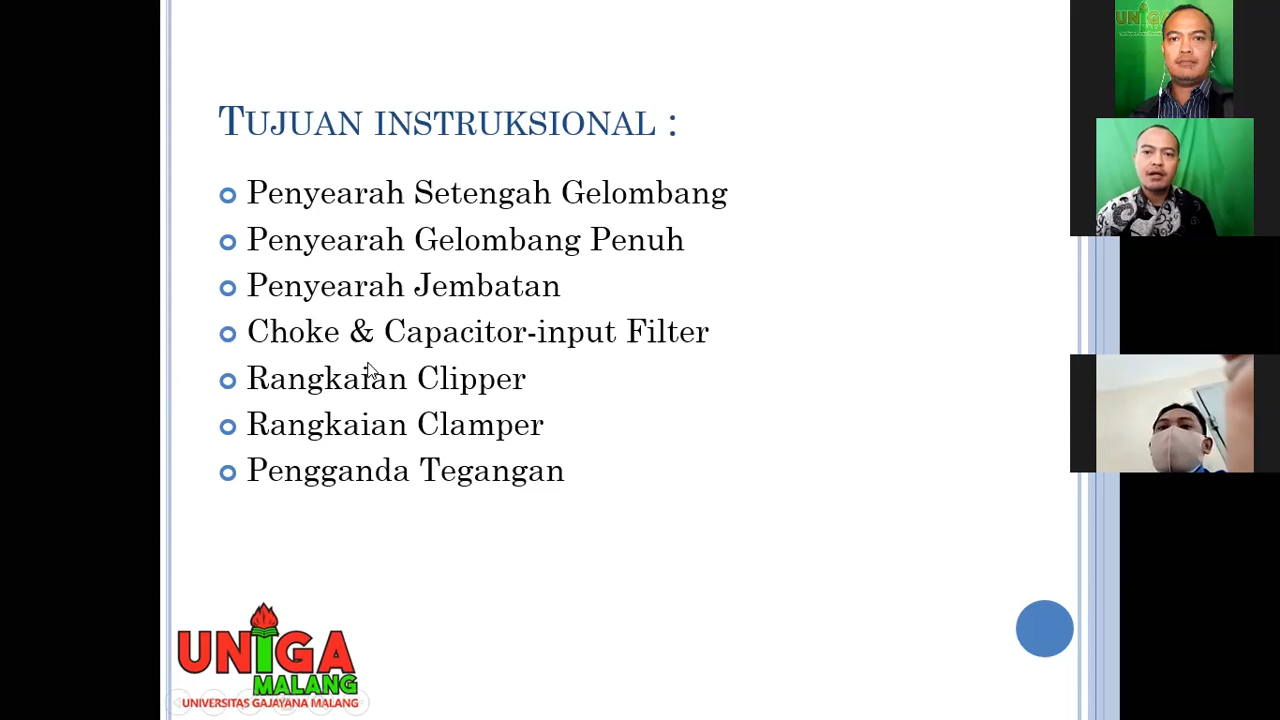 TUJUAN INSTRUKSIONAL :
Penyearah Setengah Gelombang
Penyearah Gelombang Penuh
Penyearah Jembatan
Choke & Capacitor-input Filter
Rangkaian Clipper
Rangkaian Clamper
Pengganda Tegangan
UNIGA
MALANG
UNIVERSITAS GAJAYANA MALANG
UNIGA